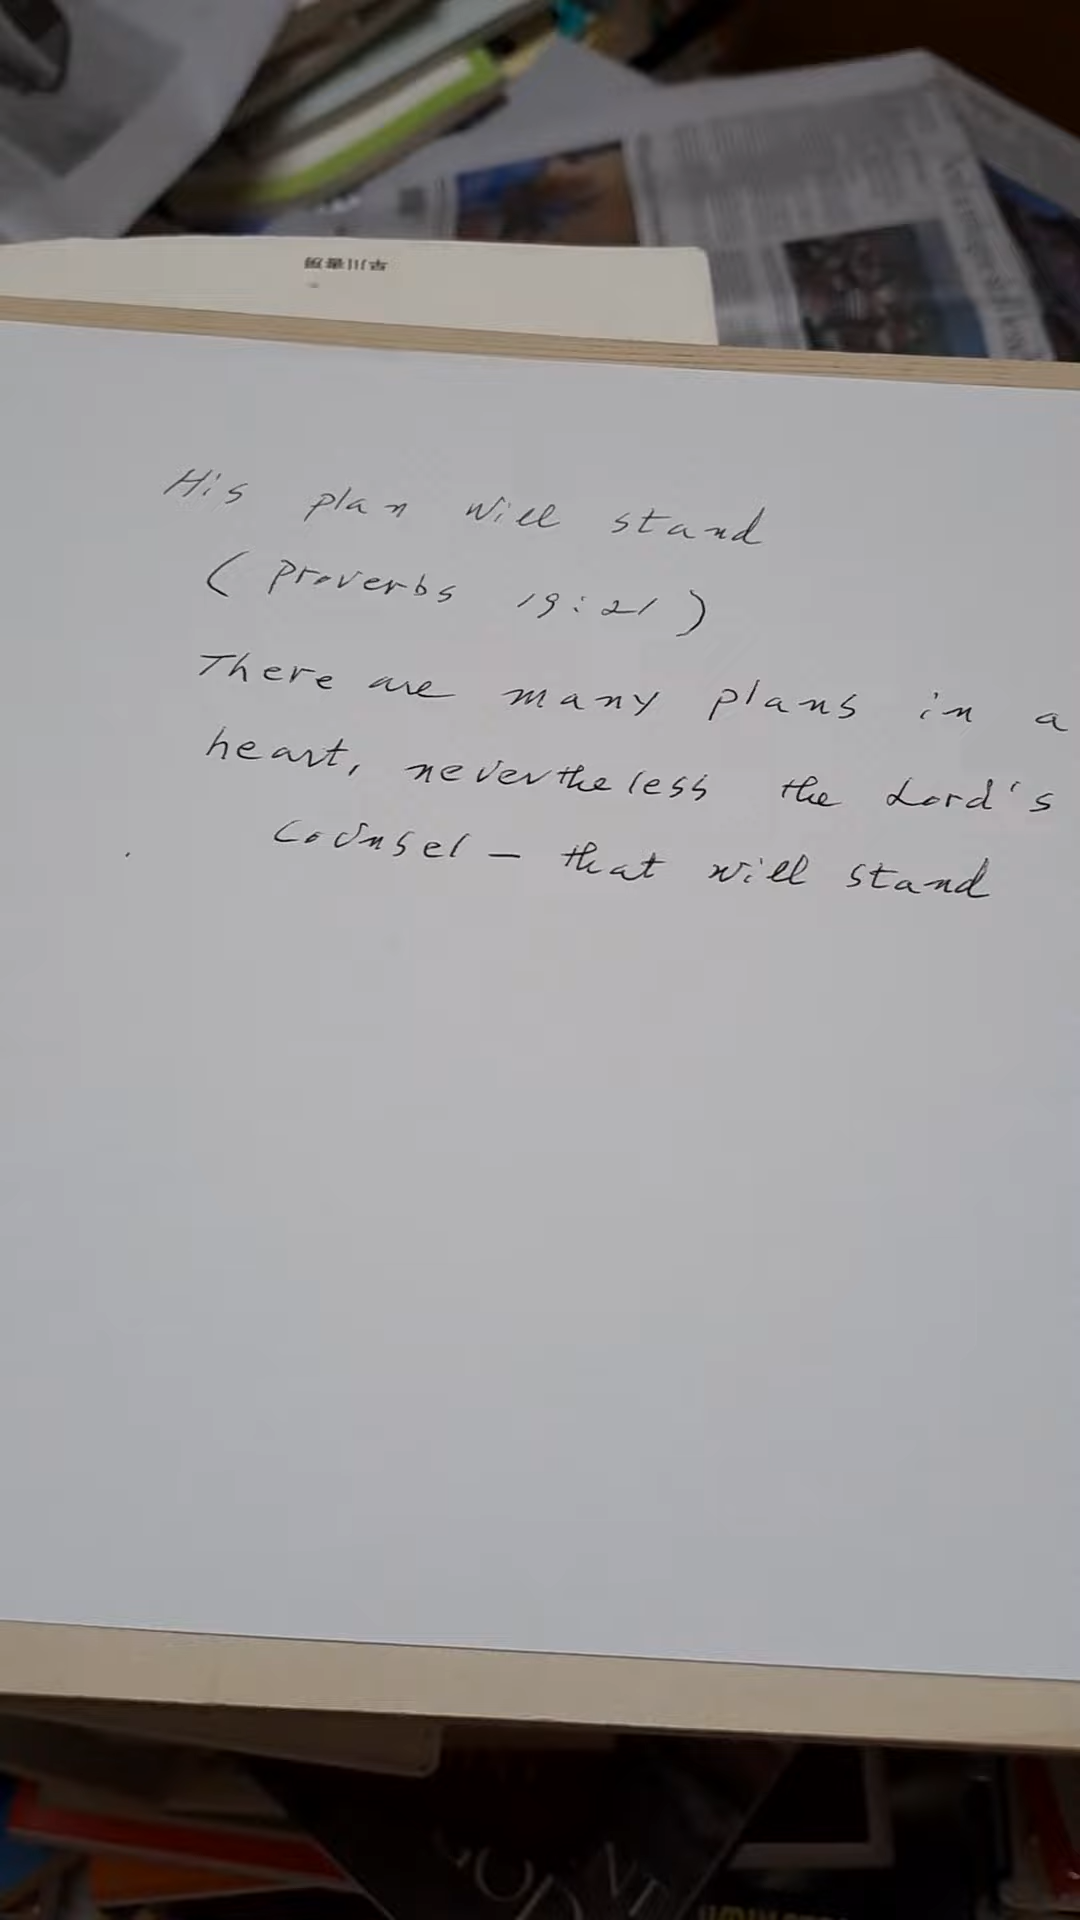 His plan will stand
(Proverbs 19:21)
There are many plans in a
heart, nevertheless the Lord's
counsel — that will stand